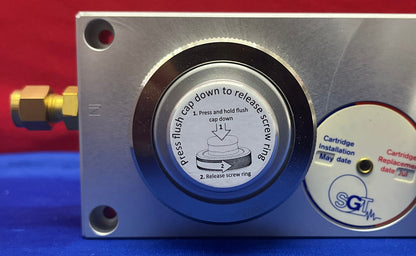 Press flush cap down to release screw ring
1. Press and hold flush
cap down
1
2
2. Release screw ring
Cartridge
Installation
May date
Cartridge
Replacement
date
SGT